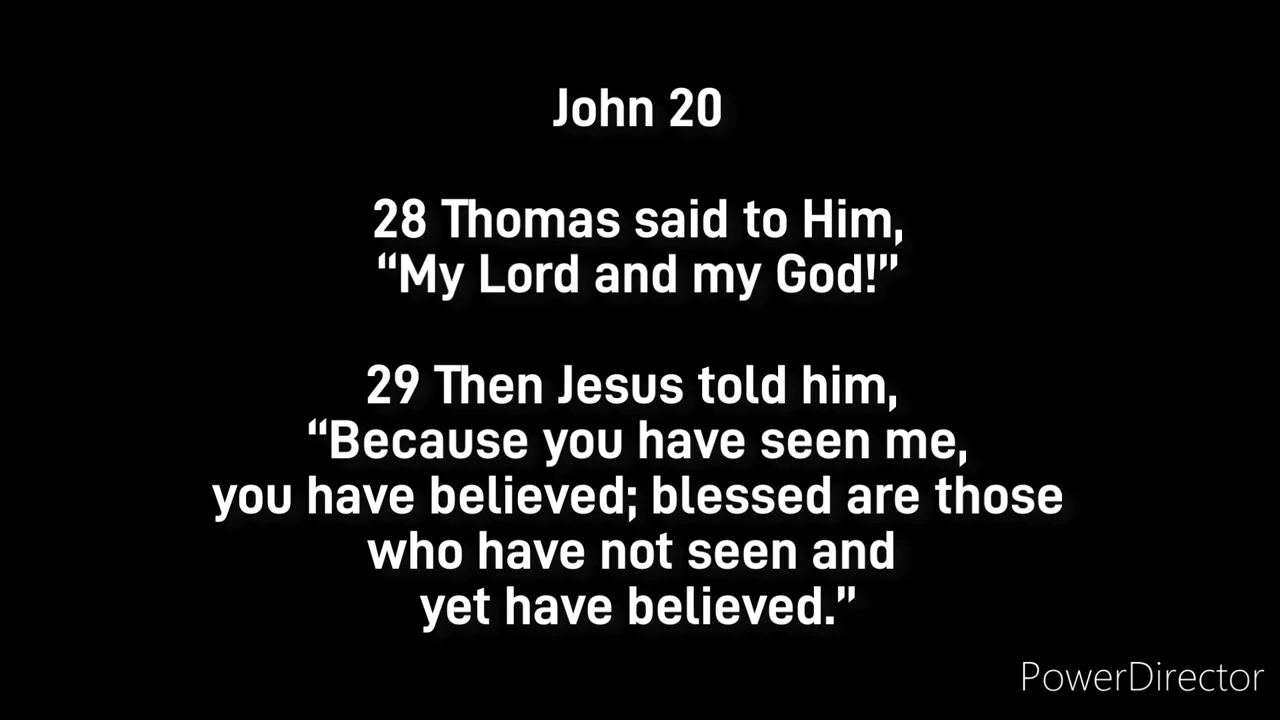 John 20
28 Thomas said to Him,
“My Lord and my God!”
29 Then Jesus told him,
“Because you have seen me,
you have believed; blessed are those
who have not seen and
yet have believed.”
PowerDirector